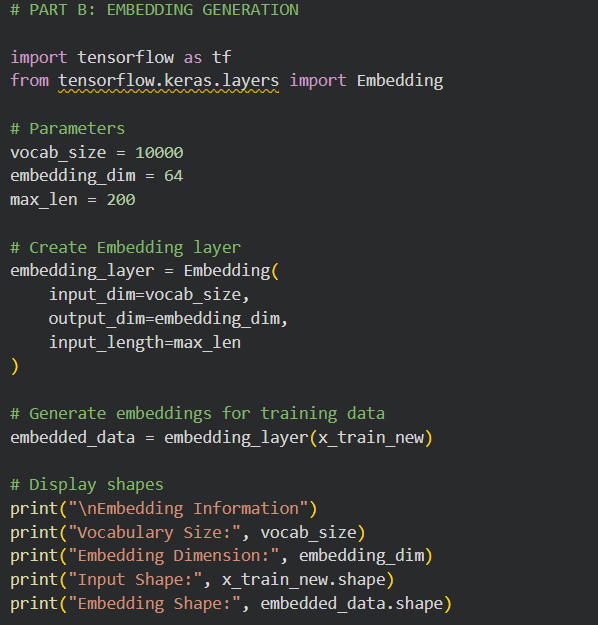 # PART B: EMBEDDING GENERATION
import tensorflow as tf
from tensorflow.keras.layers import Embedding
# Parameters
vocab_size = 10000
embedding_dim = 64
max_len = 200
# Create Embedding layer
embedding_layer = Embedding(
    input_dim=vocab_size,
    output_dim=embedding_dim,
    input_length=max_len
)
# Generate embeddings for training data
embedded_data = embedding_layer(x_train_new)
# Display shapes
print("\nEmbedding Information")
print("Vocabulary Size:", vocab_size)
print("Embedding Dimension:", embedding_dim)
print("Input Shape:", x_train_new.shape)
print("Embedding Shape:", embedded_data.shape)